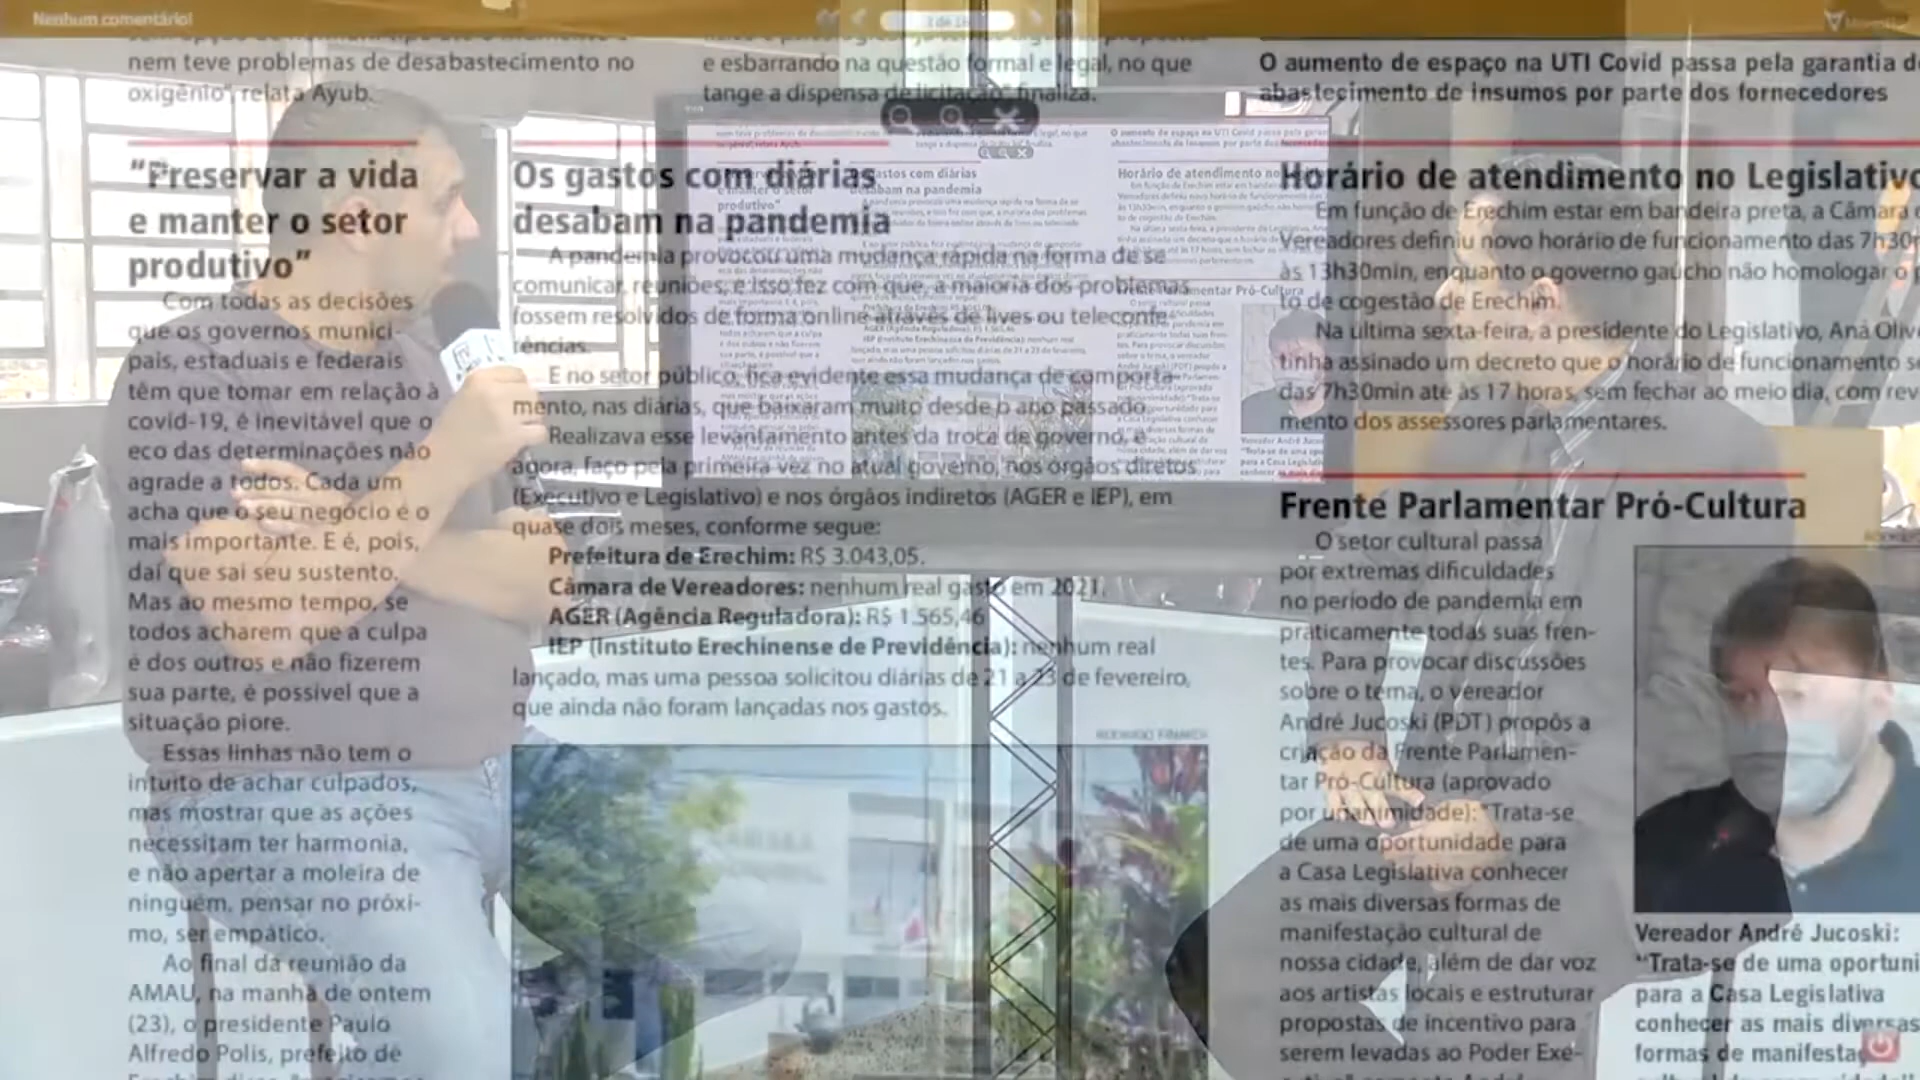 Nenhum comentário!
nem teve problemas de desabastecimento no
oxigênio", relata Ayub.
"Preservar a vida
e manter o setor
produtivo"
Com todas as decisões
que os governos munici-
pais, estaduais e federais
têm que tomar em relação à
covid-19, é inevitável que o
eco das determinações não
agrade a todos. Cada um
acha que o seu negócio é o
mais importante. E é, pois,
daí que sai seu sustento.
Mas ao mesmo tempo, se
todos acharem que a culpa
é dos outros e não fizerem
sua parte, é possível que a
situação piore.
Essas linhas não tem o
intuito de achar culpados,
mas mostrar que as ações
necessitam ter harmonia,
e não apertar a moleira de
ninguém, pensar no próxi-
mo, ser empático.
Ao final da reunião da
AMAU, na manhã de ontem
(23), o presidente Paulo
Alfredo Polis, prefeito de
e esbarrando na questão formal e legal, no que
tange a dispensa de licitação" finaliza.
Os gastos com diárias
desabam na pandemia
A pandemia provocou uma mudança rápida na forma de se
comunicar, reuniões, e isso fez com que, a maioria dos problemas
fossem resolvidos de forma online através de lives ou teleconfe-
rências.
E no setor público, fica evidente essa mudança de comporta-
mento, nas diárias, que baixaram muito desde o ano passado.
Realizava esse levantamento antes da troca de governo, e
agora, faço pela primeira vez no atual governo, nos órgãos diretos
(Executivo e Legislativo) e nos órgãos indiretos (AGER e IEP), em
quase dois meses, conforme segue:
Prefeitura de Erechim: R$ 3.043,05.
Câmara de Vereadores: nenhum real gasto em 2021.
AGER (Agência Reguladora): R$ 1.565,46
IEP (Instituto Erechinense de Previdência): nenhum real
lançado, mas uma pessoa solicitou diárias de 21 a 23 de fevereiro,
que ainda não foram lançadas nos gastos.
RODRIGO FINARDI
O aumento de espaço na UTI Covid passa pela garantia d
abastecimento de insumos por parte dos fornecedores
Horário de atendimento no Legislativo
Em função de Erechim estar em bandeira preta, a Câmara
Vereadores definiu novo horário de funcionamento das 7h30
às 13h30min, enquanto o governo gaúcho não homologar o
to de cogestão de Erechim.
Na última sexta-feira, a presidente do Legislativo, Ana Oliv
tinha assinado um decreto que o horário de funcionamento se
das 7h30min até às 17 horas, sem fechar ao meio dia, com rev
mento dos assessores parlamentares.
Frente Parlamentar Pró-Cultura
O setor cultural passa
por extremas dificuldades
no período de pandemia em
praticamente todas suas fren-
tes. Para provocar discussões
sobre o tema, o vereador
André Jucoski (PDT) propôs a
criação da Frente Parlamen-
tar Pró-Cultura (aprovado
por unanimidade): "Trata-se
de uma oportunidade para
a Casa Legislativa conhecer
as mais diversas formas de
manifestação cultural de
nossa cidade, além de dar voz
aos artistas locais e estruturar
propostas de incentivo para
serem levadas ao Poder Exe-
Vereador André Jucoski:
"Trata-se de uma oportuni
para a Casa Legislativa
conhecer as mais diversas
formas de manifesta